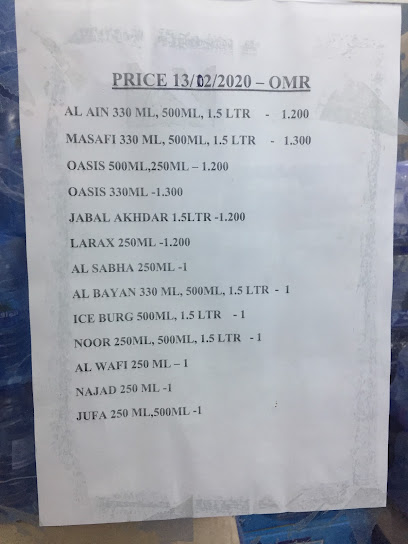 PRICE 13/02/2020 – OMR
AL AIN 330 ML, 500ML, 1.5 LTR - 1.200
MASAFI 330 ML, 500ML, 1.5 LTR - 1.300
OASIS 500ML,250ML – 1.200
OASIS 330ML -1.300
JABAL AKHDAR 1.5LTR -1.200
LARAX 250ML -1.200
AL SABHA 250ML -1
AL BAYAN 330 ML, 500ML, 1.5 LTR - 1
ICE BURG 500ML, 1.5 LTR - 1
NOOR 250ML, 500ML, 1.5 LTR - 1
AL WAFI 250 ML – 1
NAJAD 250 ML -1
JUFA 250 ML,500ML -1